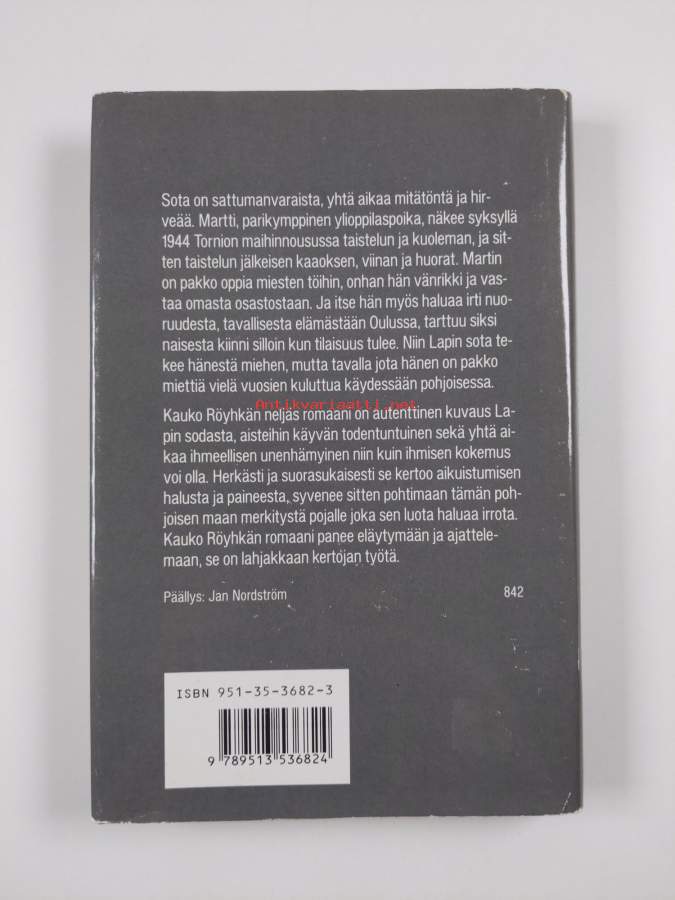 Sota on sattumanvaraista, yhtä aikaa mitätöntä ja hir-
veää. Martti, parikymppinen ylioppilaspoika, näkee syksyllä
1944 Tornion maihinnousussa taistelun ja kuoleman, ja sit-
ten taistelun jälkeisen kaaoksen, viinan ja huorat. Martin
on pakko oppia miesten töihin, onhan hän vänrikki ja vas-
taa omasta osastostaan. Ja itse hän myös haluaa irti nuo-
ruudesta, tavallisesta elämästään Oulussa, tarttuu siksi
naisesta kiinni silloin kun tilaisuus tulee. Niin Lapin sota te-
kee hänestä miehen, mutta tavalla jota hänen on pakko
miettiä vielä vuosien kuluttua käydessään pohjoisessa.
Antikvariaatti.net
Kauko Röyhkän neljäs romaani on autenttinen kuvaus La-
pin sodasta, aisteihin käyvän todentuntuinen sekä yhtä ai-
kaa ihmeellisen unenhämyinen niin kuin ihmisen kokemus
voi olla. Herkästi ja suorasukaisesti se kertoo aikuistumisen
halusta ja paineesta, syvenee sitten pohtimaan tämän poh-
joisen maan merkitystä pojalle joka sen luota haluaa irrota.
Kauko Röyhkän romaani panee eläytymään ja ajattele-
maan, se on lahjakkaan kertojan työtä.
Päällys: Jan Nordström 842
ISBN 951-35-3682-3
9 789513 536824